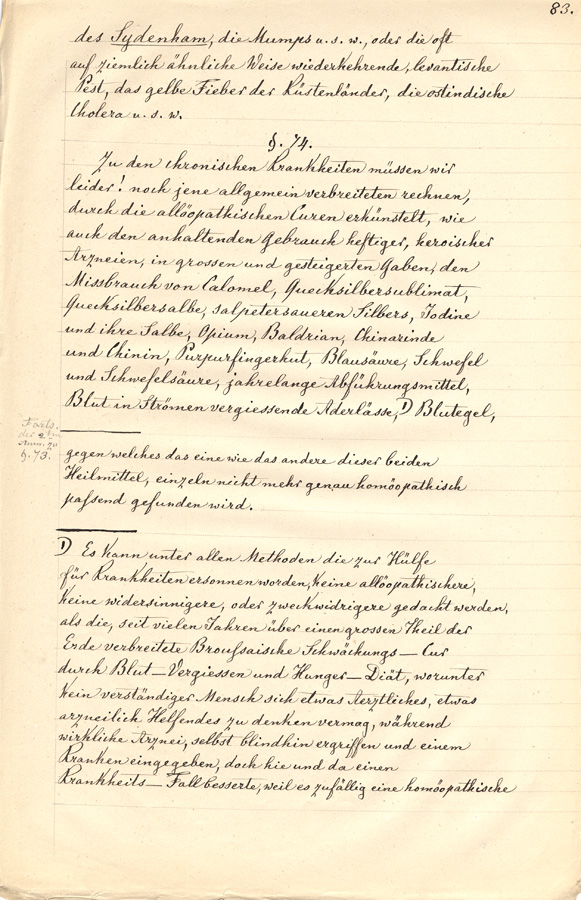 83.
des Sydenham, die Mumps u. s. w., oder die oft
auf ziemlich ähnliche Weise wiederkehrende, levantische
Pest, das gelbe Fieber der Küstenländer, die ostindische
Cholera u. s. w.
§. 74.
Zu den chronischen Krankheiten müssen wir
leider! noch jene allgemein verbreiteten rechnen,
durch die allöopathischen Curen erkünstelt, wie
auch den anhaltenden Gebrauch heftiger, heroischer
Arzneien, in grossen und gesteigerten Gaben, den
Missbrauch von Calomel, Quecksilbersublimat,
Quecksilbersalbe, salpetersaueren Silbers, Iodine
und ihre Salbe, Opium, Baldrian, Chinarinde
und Chinin, Purpurfingerhut, Blausäure, Schwefel
und Schwefelsäure, jahrelange Abführungsmittel,
Blut in Strömen vergiessende Aderlässe, 1) Blutegel,
Forts.
der 2ten
Anm. zu
§. 73.
gegen welches das eine wie das andere dieser beiden
Heilmittel, einzeln nicht mehr genau homöopathisch
passend gefunden wird.
1) Es kann unter allen Methoden die zur Hülfe
für Krankheiten ersonnen worden, keine allöopathischere,
keine widersinnigere, oder zweckwidrigere gedacht werden,
als die, seit vielen Jahren über einen grossen Theil der
Erde verbreitete Broussaische Schwächungs-Cur
durch Blut-Vergiessen und Hunger-Diät, worunter
kein verständiger Mensch sich etwas Aerztliches, etwas
arzneilich Helfendes zu denken vermag, während
wirkliche Arznei, selbst blindhin ergriffen und einem
Kranken eingegeben, doch hie und da einen
Krankheits-Fall besserte, weil es zufällig eine homöopathische